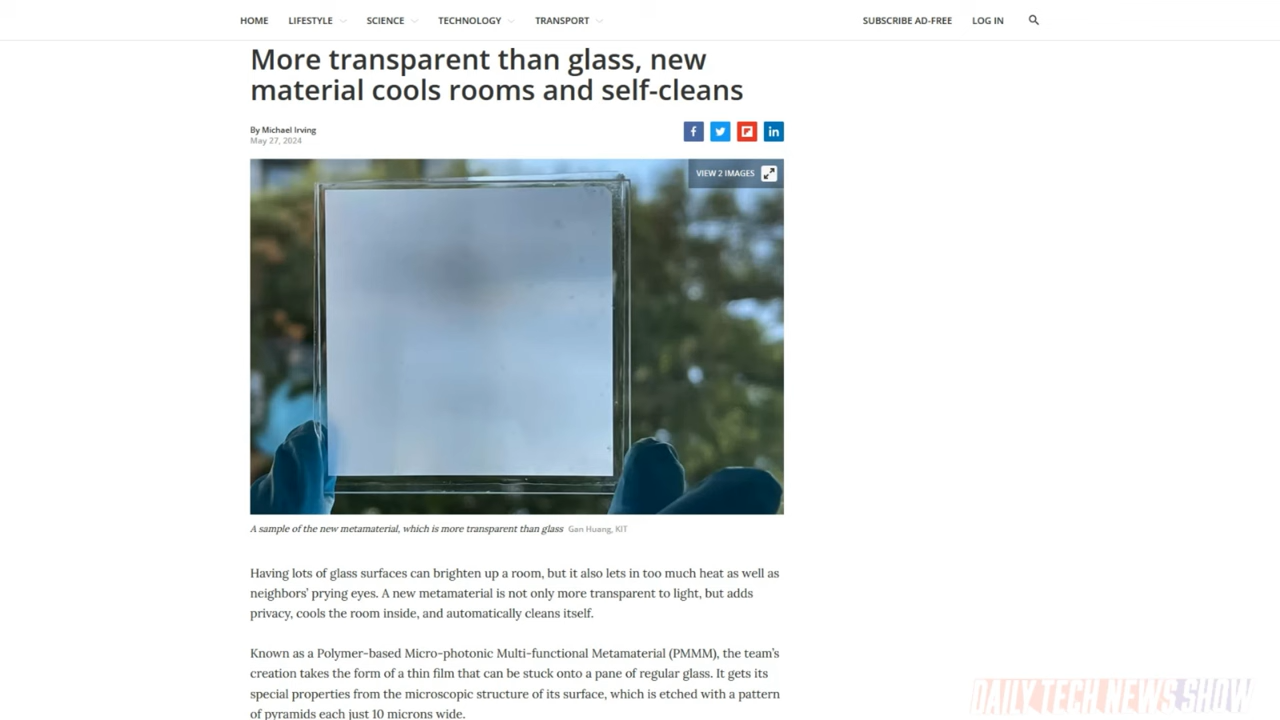 HOME LIFESTYLE SCIENCE TECHNOLOGY TRANSPORT SUBSCRIBE AD-FREE LOG IN
More transparent than glass, new
material cools rooms and self-cleans
By Michael Irving
May 27, 2024
VIEW 2 IMAGES
A sample of the new metamaterial, which is more transparent than glass Gan Huang, KIT
Having lots of glass surfaces can brighten up a room, but it also lets in too much heat as well as
neighbors' prying eyes. A new metamaterial is not only more transparent to light, but adds
privacy, cools the room inside, and automatically cleans itself.
Known as a Polymer-based Micro-photonic Multi-functional Metamaterial (PMMM), the team's
creation takes the form of a thin film that can be stuck onto a pane of regular glass. It gets its
special properties from the microscopic structure of its surface, which is etched with a pattern
of pyramids each just 10 microns wide.
DAILY TECH NEWS SHOW